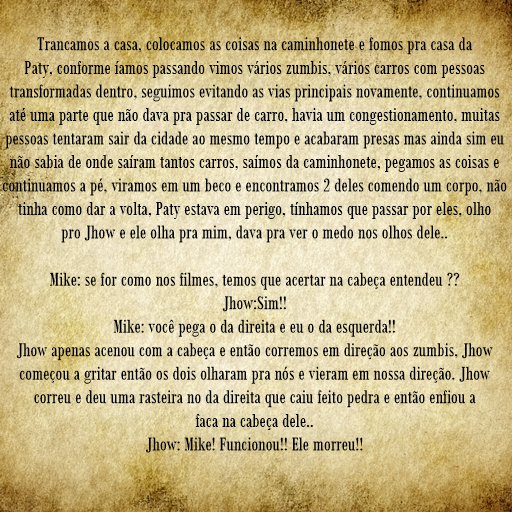 Trancamos a casa, colocamos as coisas na caminhonete e fomos pra casa da
Paty, conforme íamos passando vimos vários zumbis, vários carros com pessoas
transformadas dentro, seguimos evitando as vias principais novamente, continuamos
até uma parte que não dava pra passar de carro, havia um congestionamento, muitas
pessoas tentaram sair da cidade ao mesmo tempo e acabaram presas mas ainda sim eu
não sabia de onde saíram tantos carros, saímos da caminhonete, pegamos as coisas e
continuamos a pé, viramos em um beco e encontramos 2 deles comendo um corpo, não
tinha como dar a volta, Paty estava em perigo, tínhamos que passar por eles, olho
pro Jhow e ele olha pra mim, dava pra ver o medo nos olhos dele..
Mike: se for como nos filmes, temos que acertar na cabeça entendeu ??
Jhow:Sim!!
Mike: você pega o da direita e eu o da esquerda!!
Jhow apenas acenou com a cabeça e então corremos em direção aos zumbis, Jhow
começou a gritar então os dois olharam pra nós e vieram em nossa direção. Jhow
correu e deu uma rasteira no da direita que caiu feito pedra e então enfiou a
faca na cabeça dele..
Jhow: Mike! Funcionou!! Ele morreu!!